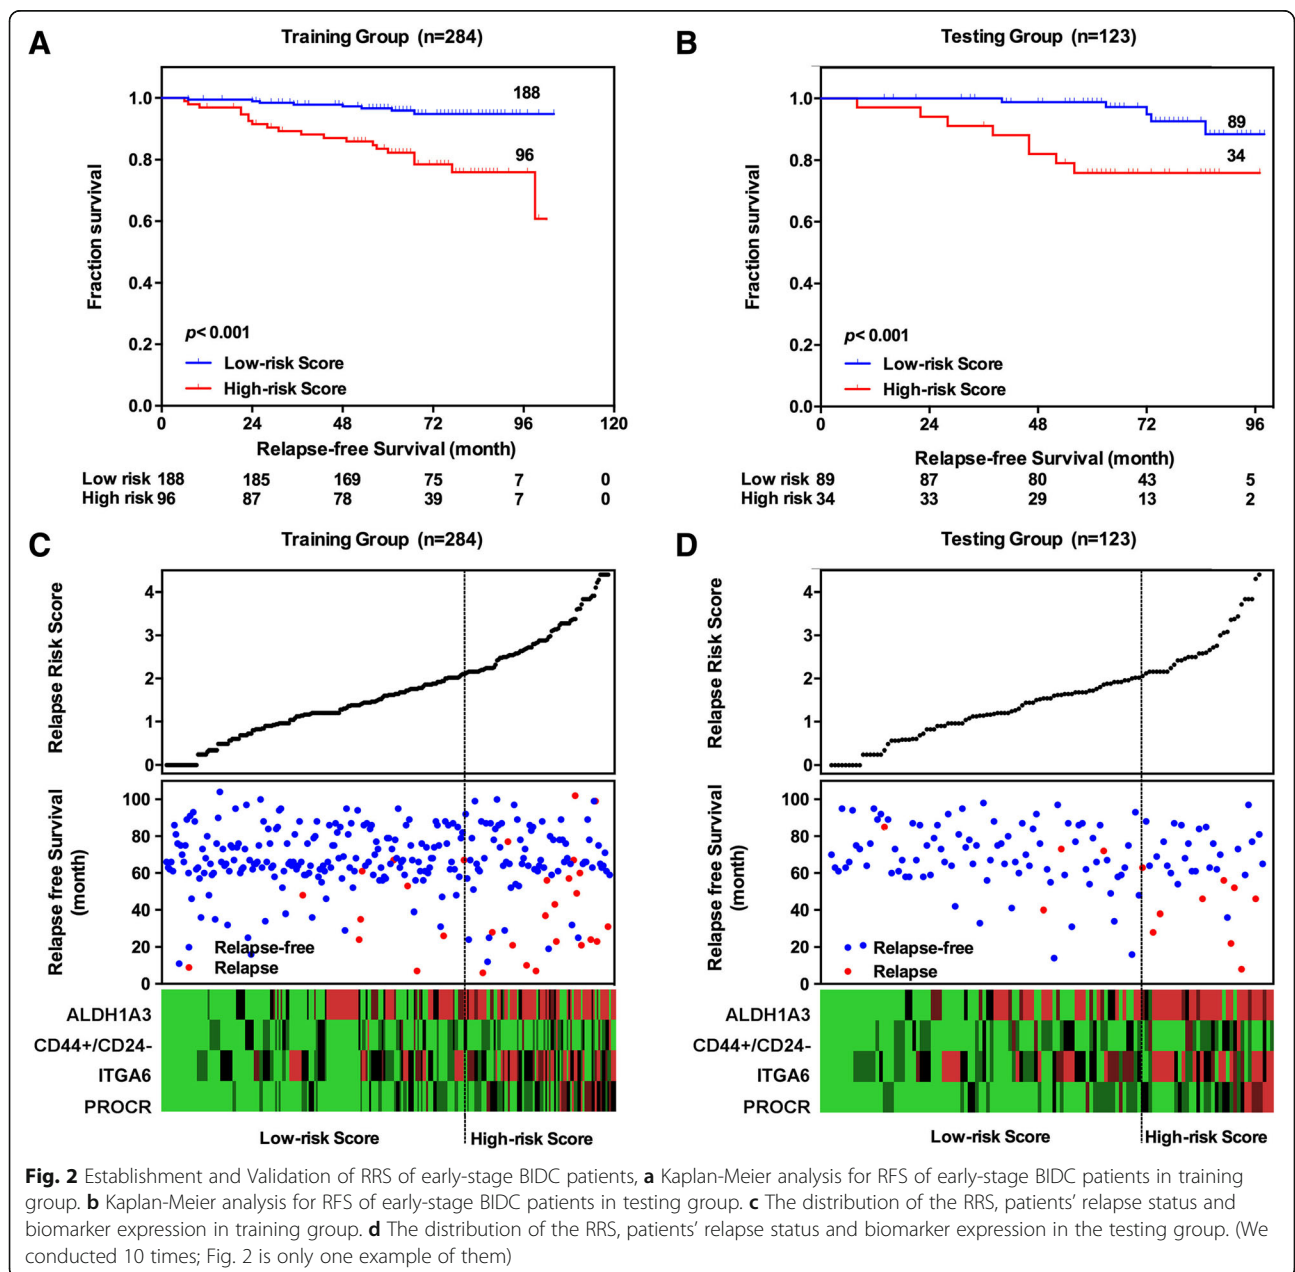 A
Training Group (n=284)
Fraction survival
1.0
0.8
0.6
0.4
0.2
0.0
188
96
p< 0.001
Low-risk Score
High-risk Score
0 24 48 72 96 120
Relapse-free Survival (month)
Low risk 188 185 169 75 7 0
High risk 96 87 78 39 7 0
B
Testing Group (n=123)
Fraction survival
1.0
0.8
0.6
0.4
0.2
0.0
89
34
p< 0.001
Low-risk Score
High-risk Score
0 24 48 72 96
Relapse-free Survival (month)
Low risk 89 87 80 43 5
High risk 34 33 29 13 2
C
Training Group (n=284)
Relapse Risk Score
4
3
2
1
0
Relapse free Survival
(month)
100
80
60
40
20
0
Relapse-free
Relapse
ALDH1A3
CD44+/CD24-
ITGA6
PROCR
Low-risk Score High-risk Score
D
Testing Group (n=123)
Relapse Risk Score
4
3
2
1
0
Relapse free Survival
(month)
100
80
60
40
20
0
Relapse-free
Relapse
ALDH1A3
CD44+/CD24-
ITGA6
PROCR
Low-risk Score High-risk Score
Fig. 2 Establishment and Validation of RRS of early-stage BIDC patients, a Kaplan-Meier analysis for RFS of early-stage BIDC patients in training
group. b Kaplan-Meier analysis for RFS of early-stage BIDC patients in testing group. c The distribution of the RRS, patients' relapse status and
biomarker expression in training group. d The distribution of the RRS, patients' relapse status and biomarker expression in the testing group. (We
conducted 10 times; Fig. 2 is only one example of them)